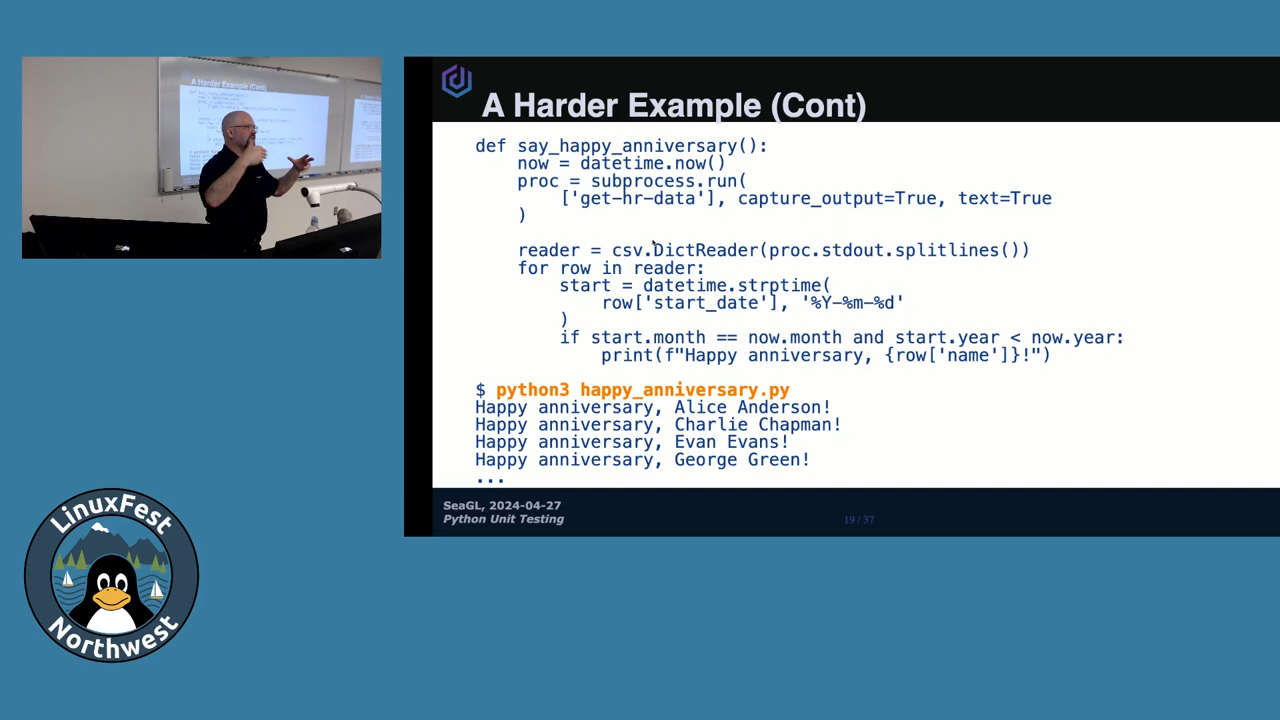 A Harder Example (Cont)
def say_happy_anniversary():
    now = datetime.now()
    proc = subprocess.run(
        ['get-hr-data'], capture_output=True, text=True
    )
    reader = csv.DictReader(proc.stdout.splitlines())
    for row in reader:
        start = datetime.strptime(
            row['start_date'], '%Y-%m-%d'
        )
        if start.month == now.month and start.year < now.year:
            print(f"Happy anniversary, {row['name']}!")
$ python3 happy_anniversary.py
Happy anniversary, Alice Anderson!
Happy anniversary, Charlie Chapman!
Happy anniversary, Evan Evans!
Happy anniversary, George Green!
...
SeaGL, 2024-04-27
Python Unit Testing
19 / 37
A Harder Example (Cont)
LinuxFest
Northwest